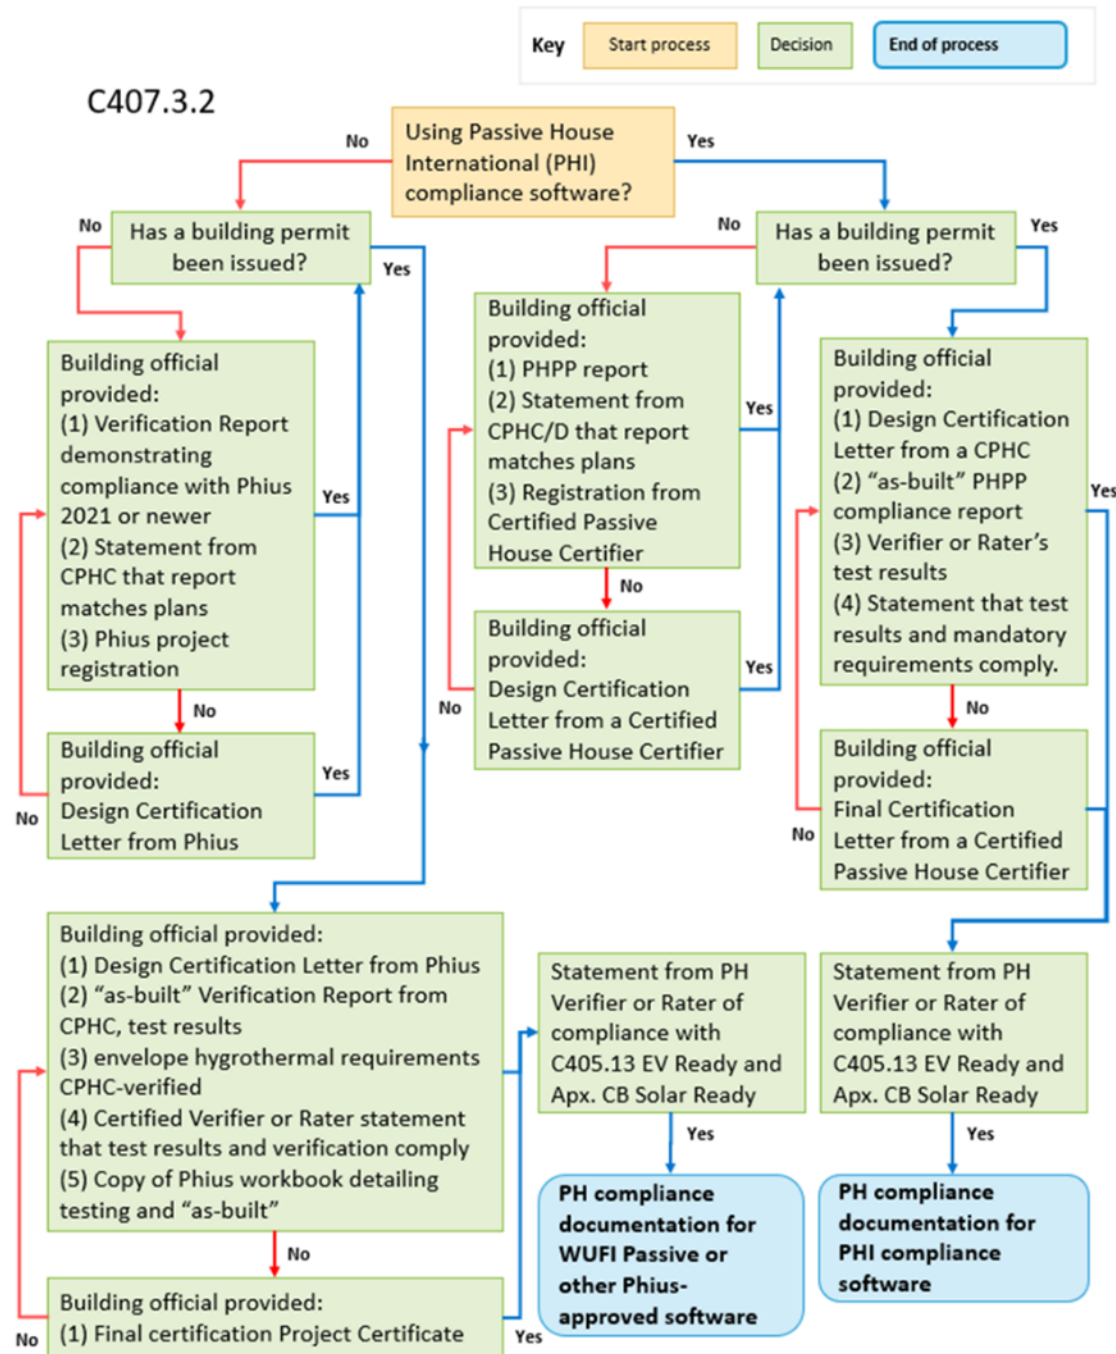 Key
Start process
Decision
End of process
C407.3.2
No
Using Passive House
International (PHI)
compliance software?
Yes
No
Has a building permit
been issued?
Yes
No
Has a building permit
been issued?
Yes
Building official
provided:
(1) Verification Report
demonstrating
compliance with Phius
2021 or newer
(2) Statement from
CPHC that report
matches plans
(3) Phius project
registration
Yes
No
Building official
provided:
Design Certification
Letter from Phius
Yes
No
Building official
provided:
(1) PHPP report
(2) Statement from
CPHC/D that report
matches plans
(3) Registration from
Certified Passive
House Certifier
Yes
No
Building official
provided:
Design Certification
Letter from a Certified
Passive House Certifier
Yes
No
Building official
provided:
(1) Design Certification
Letter from a CPHC
(2) “as-built” PHPP
compliance report
(3) Verifier or Rater’s
test results
(4) Statement that test
results and mandatory
requirements comply.
Yes
No
Building official
provided:
Final Certification
Letter from a Certified
Passive House Certifier
No
Building official provided:
(1) Design Certification Letter from Phius
(2) “as-built” Verification Report from
CPHC, test results
(3) envelope hygrothermal requirements
CPHC-verified
(4) Certified Verifier or Rater statement
that test results and verification comply
(5) Copy of Phius workbook detailing
testing and “as-built”
No
Building official provided:
(1) Final certification Project Certificate
No
Yes
Statement from PH
Verifier or Rater of
compliance with
C405.13 EV Ready and
Apx. CB Solar Ready
Yes
PH compliance
documentation for
WUFI Passive or
other Phius-
approved software
Statement from PH
Verifier or Rater of
compliance with
C405.13 EV Ready and
Apx. CB Solar Ready
Yes
PH compliance
documentation for
PHI compliance
software